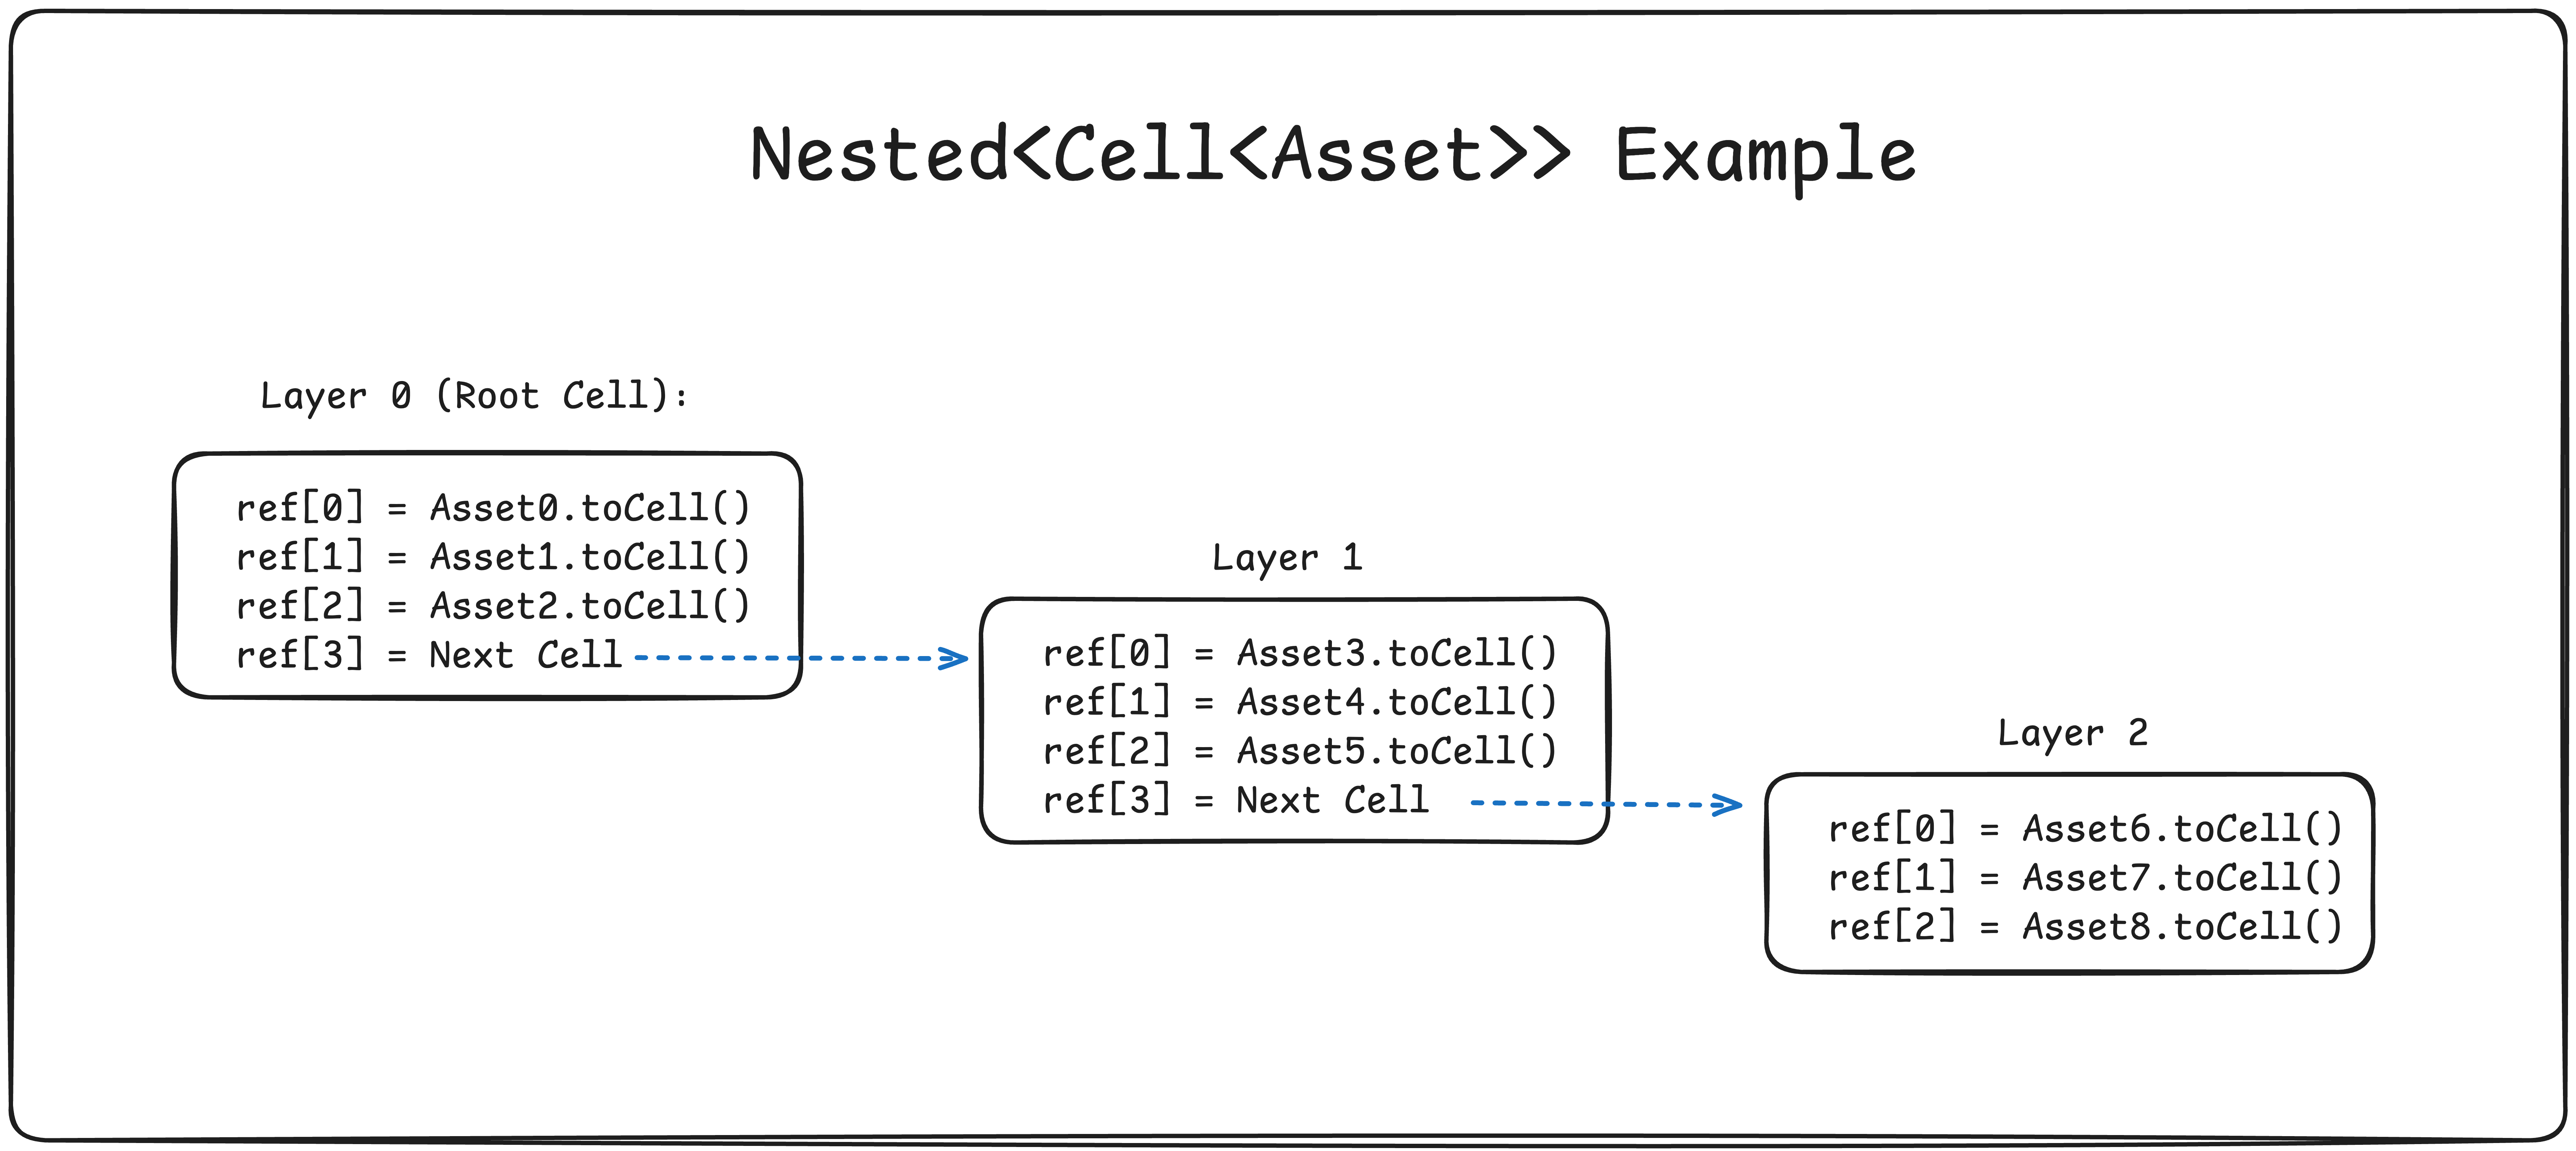 Nested<Cell<Asset>> Example
Layer 0 (Root Cell):
ref[0] = Asset0.toCell()
ref[1] = Asset1.toCell()
ref[2] = Asset2.toCell()
ref[3] = Next Cell
Layer 1
ref[0] = Asset3.toCell()
ref[1] = Asset4.toCell()
ref[2] = Asset5.toCell()
ref[3] = Next Cell
Layer 2
ref[0] = Asset6.toCell()
ref[1] = Asset7.toCell()
ref[2] = Asset8.toCell()